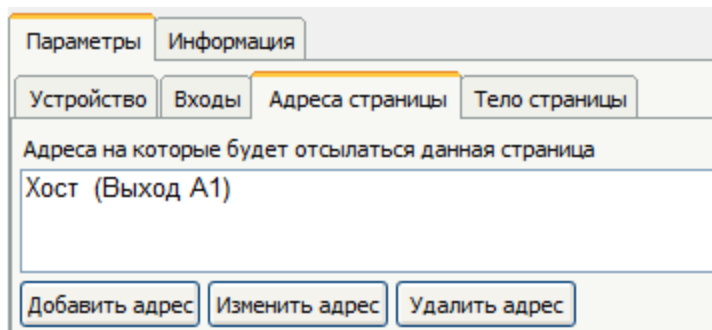 Параметры Информация
Устройство Входы Адреса страницы Тело страницы
Адреса на которые будет отсылаться данная страница
Хост (Выход А1)
Добавить адрес Изменить адрес Удалить адрес